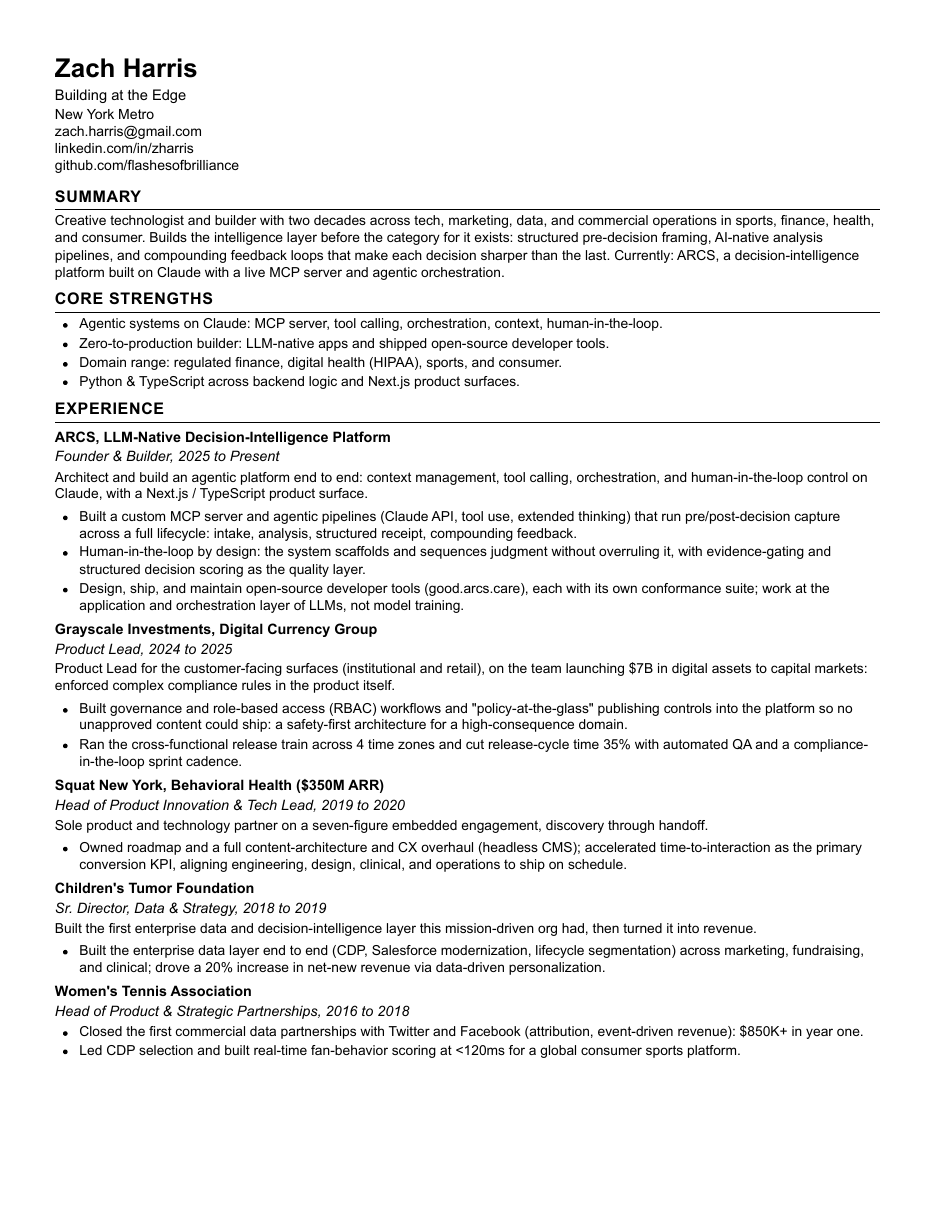 Zach Harris
Building at the Edge
New York Metro
zach.harris@gmail.com
linkedin.com/in/zharris
github.com/flashesofbrilliance
SUMMARY
Creative technologist and builder with two decades across tech, marketing, data, and commercial operations in sports, finance, health,
and consumer. Builds the intelligence layer before the category for it exists: structured pre-decision framing, AI-native analysis
pipelines, and compounding feedback loops that make each decision sharper than the last. Currently: ARCS, a decision-intelligence
platform built on Claude with a live MCP server and agentic orchestration.
CORE STRENGTHS
● Agentic systems on Claude: MCP server, tool calling, orchestration, context, human-in-the-loop.
● Zero-to-production builder: LLM-native apps and shipped open-source developer tools.
● Domain range: regulated finance, digital health (HIPAA), sports, and consumer.
● Python & TypeScript across backend logic and Next.js product surfaces.
EXPERIENCE
ARCS, LLM-Native Decision-Intelligence Platform
Founder & Builder, 2025 to Present
Architect and build an agentic platform end to end: context management, tool calling, orchestration, and human-in-the-loop control on
Claude, with a Next.js / TypeScript product surface.
● Built a custom MCP server and agentic pipelines (Claude API, tool use, extended thinking) that run pre/post-decision capture
across a full lifecycle: intake, analysis, structured receipt, compounding feedback.
● Human-in-the-loop by design: the system scaffolds and sequences judgment without overruling it, with evidence-gating and
structured decision scoring as the quality layer.
● Design, ship, and maintain open-source developer tools (good.arcs.care), each with its own conformance suite; work at the
application and orchestration layer of LLMs, not model training.
Grayscale Investments, Digital Currency Group
Product Lead, 2024 to 2025
Product Lead for the customer-facing surfaces (institutional and retail), on the team launching $7B in digital assets to capital markets:
enforced complex compliance rules in the product itself.
● Built governance and role-based access (RBAC) workflows and "policy-at-the-glass" publishing controls into the platform so no
unapproved content could ship: a safety-first architecture for a high-consequence domain.
● Ran the cross-functional release train across 4 time zones and cut release-cycle time 35% with automated QA and a compliance-
in-the-loop sprint cadence.
Squat New York, Behavioral Health ($350M ARR)
Head of Product Innovation & Tech Lead, 2019 to 2020
Sole product and technology partner on a seven-figure embedded engagement, discovery through handoff.
● Owned roadmap and a full content-architecture and CX overhaul (headless CMS); accelerated time-to-interaction as the primary
conversion KPI, aligning engineering, design, clinical, and operations to ship on schedule.
Children's Tumor Foundation
Sr. Director, Data & Strategy, 2018 to 2019
Built the first enterprise data and decision-intelligence layer this mission-driven org had, then turned it into revenue.
● Built the enterprise data layer end to end (CDP, Salesforce modernization, lifecycle segmentation) across marketing, fundraising,
and clinical; drove a 20% increase in net-new revenue via data-driven personalization.
Women's Tennis Association
Head of Product & Strategic Partnerships, 2016 to 2018
● Closed the first commercial data partnerships with Twitter and Facebook (attribution, event-driven revenue): $850K+ in year one.
● Led CDP selection and built real-time fan-behavior scoring at <120ms for a global consumer sports platform.